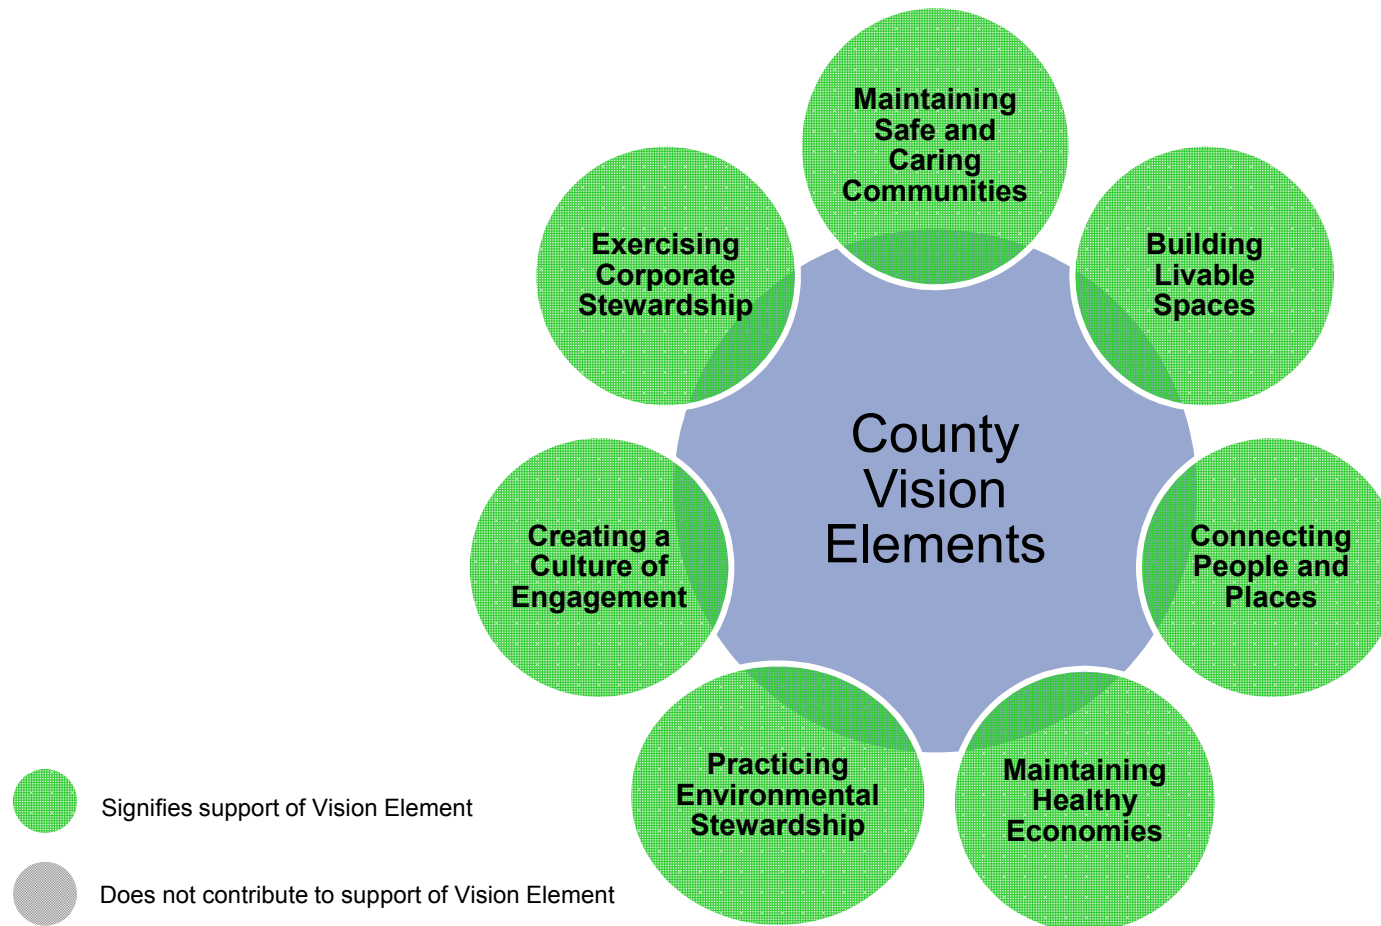 Maintaining
Safe and
Caring
Communities
Exercising
Corporate
Stewardship
Building
Livable
Spaces
County
Vision
Elements
Creating a
Culture of
Engagement
Connecting
People and
Places
Practicing
Environmental
Stewardship
Maintaining
Healthy
Economies
Signifies support of Vision Element
Does not contribute to support of Vision Element